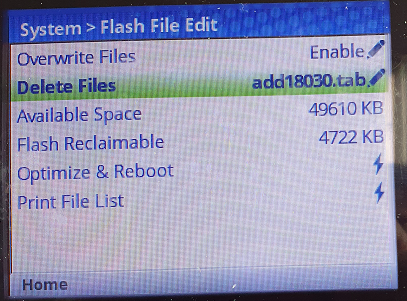 System > Flash File Edit
Overwrite Files Enable
Delete Files add18030.tab
Available Space 49610 KB
Flash Reclaimable 4722 KB
Optimize & Reboot
Print File List
Home